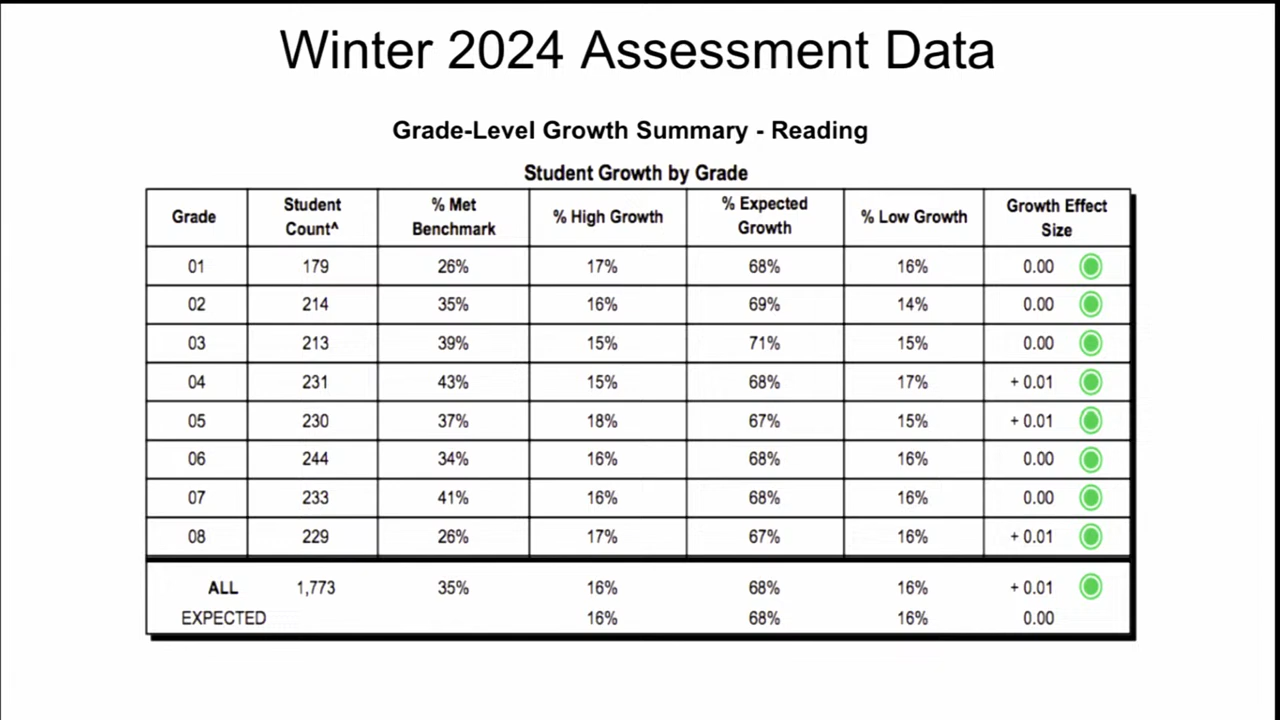 Winter 2024 Assessment Data
Grade-Level Growth Summary - Reading
Student Growth by Grade
Grade Student Count^ % Met Benchmark % High Growth % Expected Growth % Low Growth Growth Effect Size
01 179 26% 17% 68% 16% 0.00
02 214 35% 16% 69% 14% 0.00
03 213 39% 15% 71% 15% 0.00
04 231 43% 15% 68% 17% + 0.01
05 230 37% 18% 67% 15% + 0.01
06 244 34% 16% 68% 16% 0.00
07 233 41% 16% 68% 16% 0.00
08 229 26% 17% 67% 16% + 0.01
ALL 1,773 35% 16% 68% 16% + 0.01
EXPECTED 16% 68% 16% 0.00